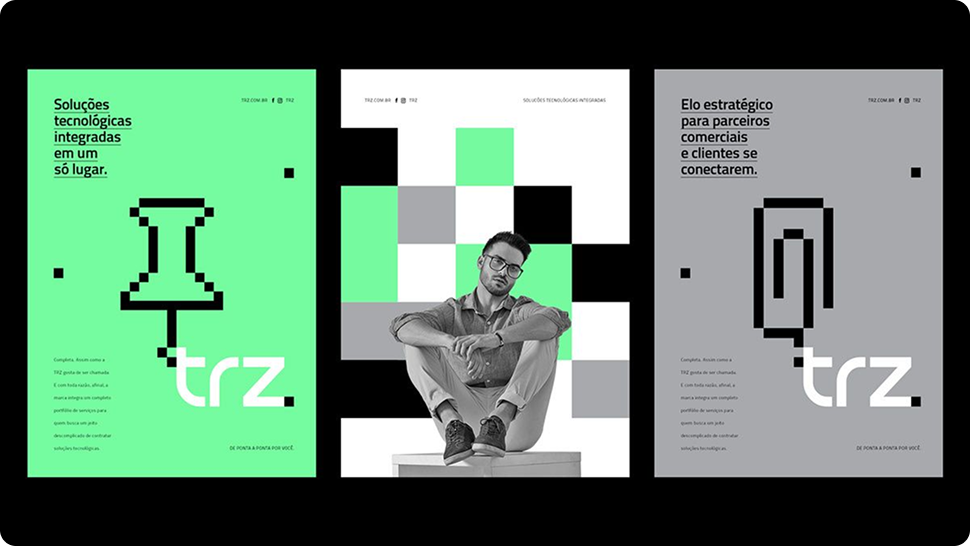 Soluções
tecnológicas
integradas
em um
só lugar.
TRZ.COM.BR TRZ
Completa. Assim como a
TRZ gosta de ser chamada.
E com toda razão, afinal, a
marca integra um completo
portfólio de serviços para
quem busca um jeito
descomplicado de contratar
soluções tecnológicas.
trz
DE PONTA A PONTA POR VOCÊ.
TRZ.COM.BR TRZ
SOLUÇÕES TECNOLÓGICAS INTEGRADAS
Elo estratégico
para parceiros
comerciais
e clientes se
conectarem.
TRZ.COM.BR TRZ
Completa. Assim como a
TRZ gosta de ser chamada.
E com toda razão, afinal, a
marca integra um completo
portfólio de serviços para
quem busca um jeito
descomplicado de contratar
soluções tecnológicas.
trz
DE PONTA A PONTA POR VOCÊ.